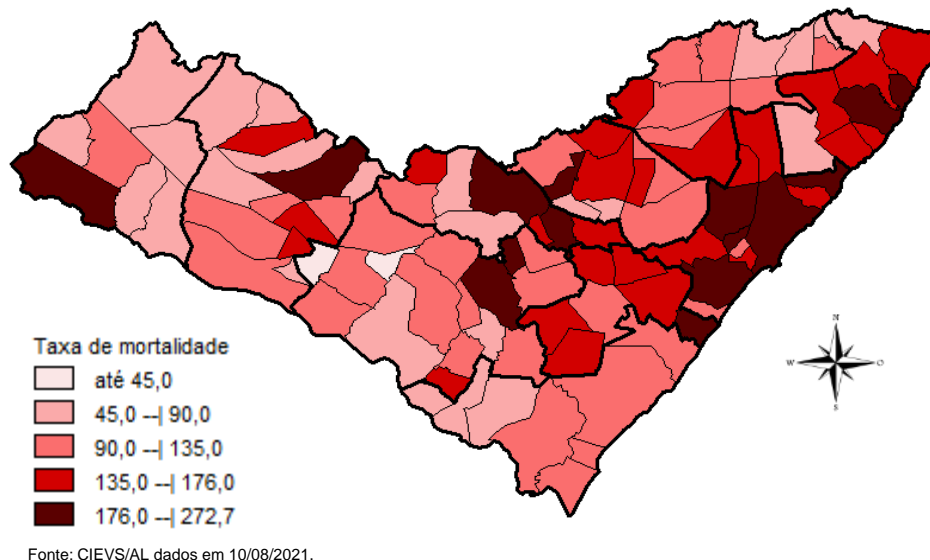 Taxa de mortalidade
até 45,0
45,0 --| 90,0
90,0 --| 135,0
135,0 --| 176,0
176,0 --| 272,7
N
W
O
S
Fonte: CIEVS/AL dados em 10/08/2021.